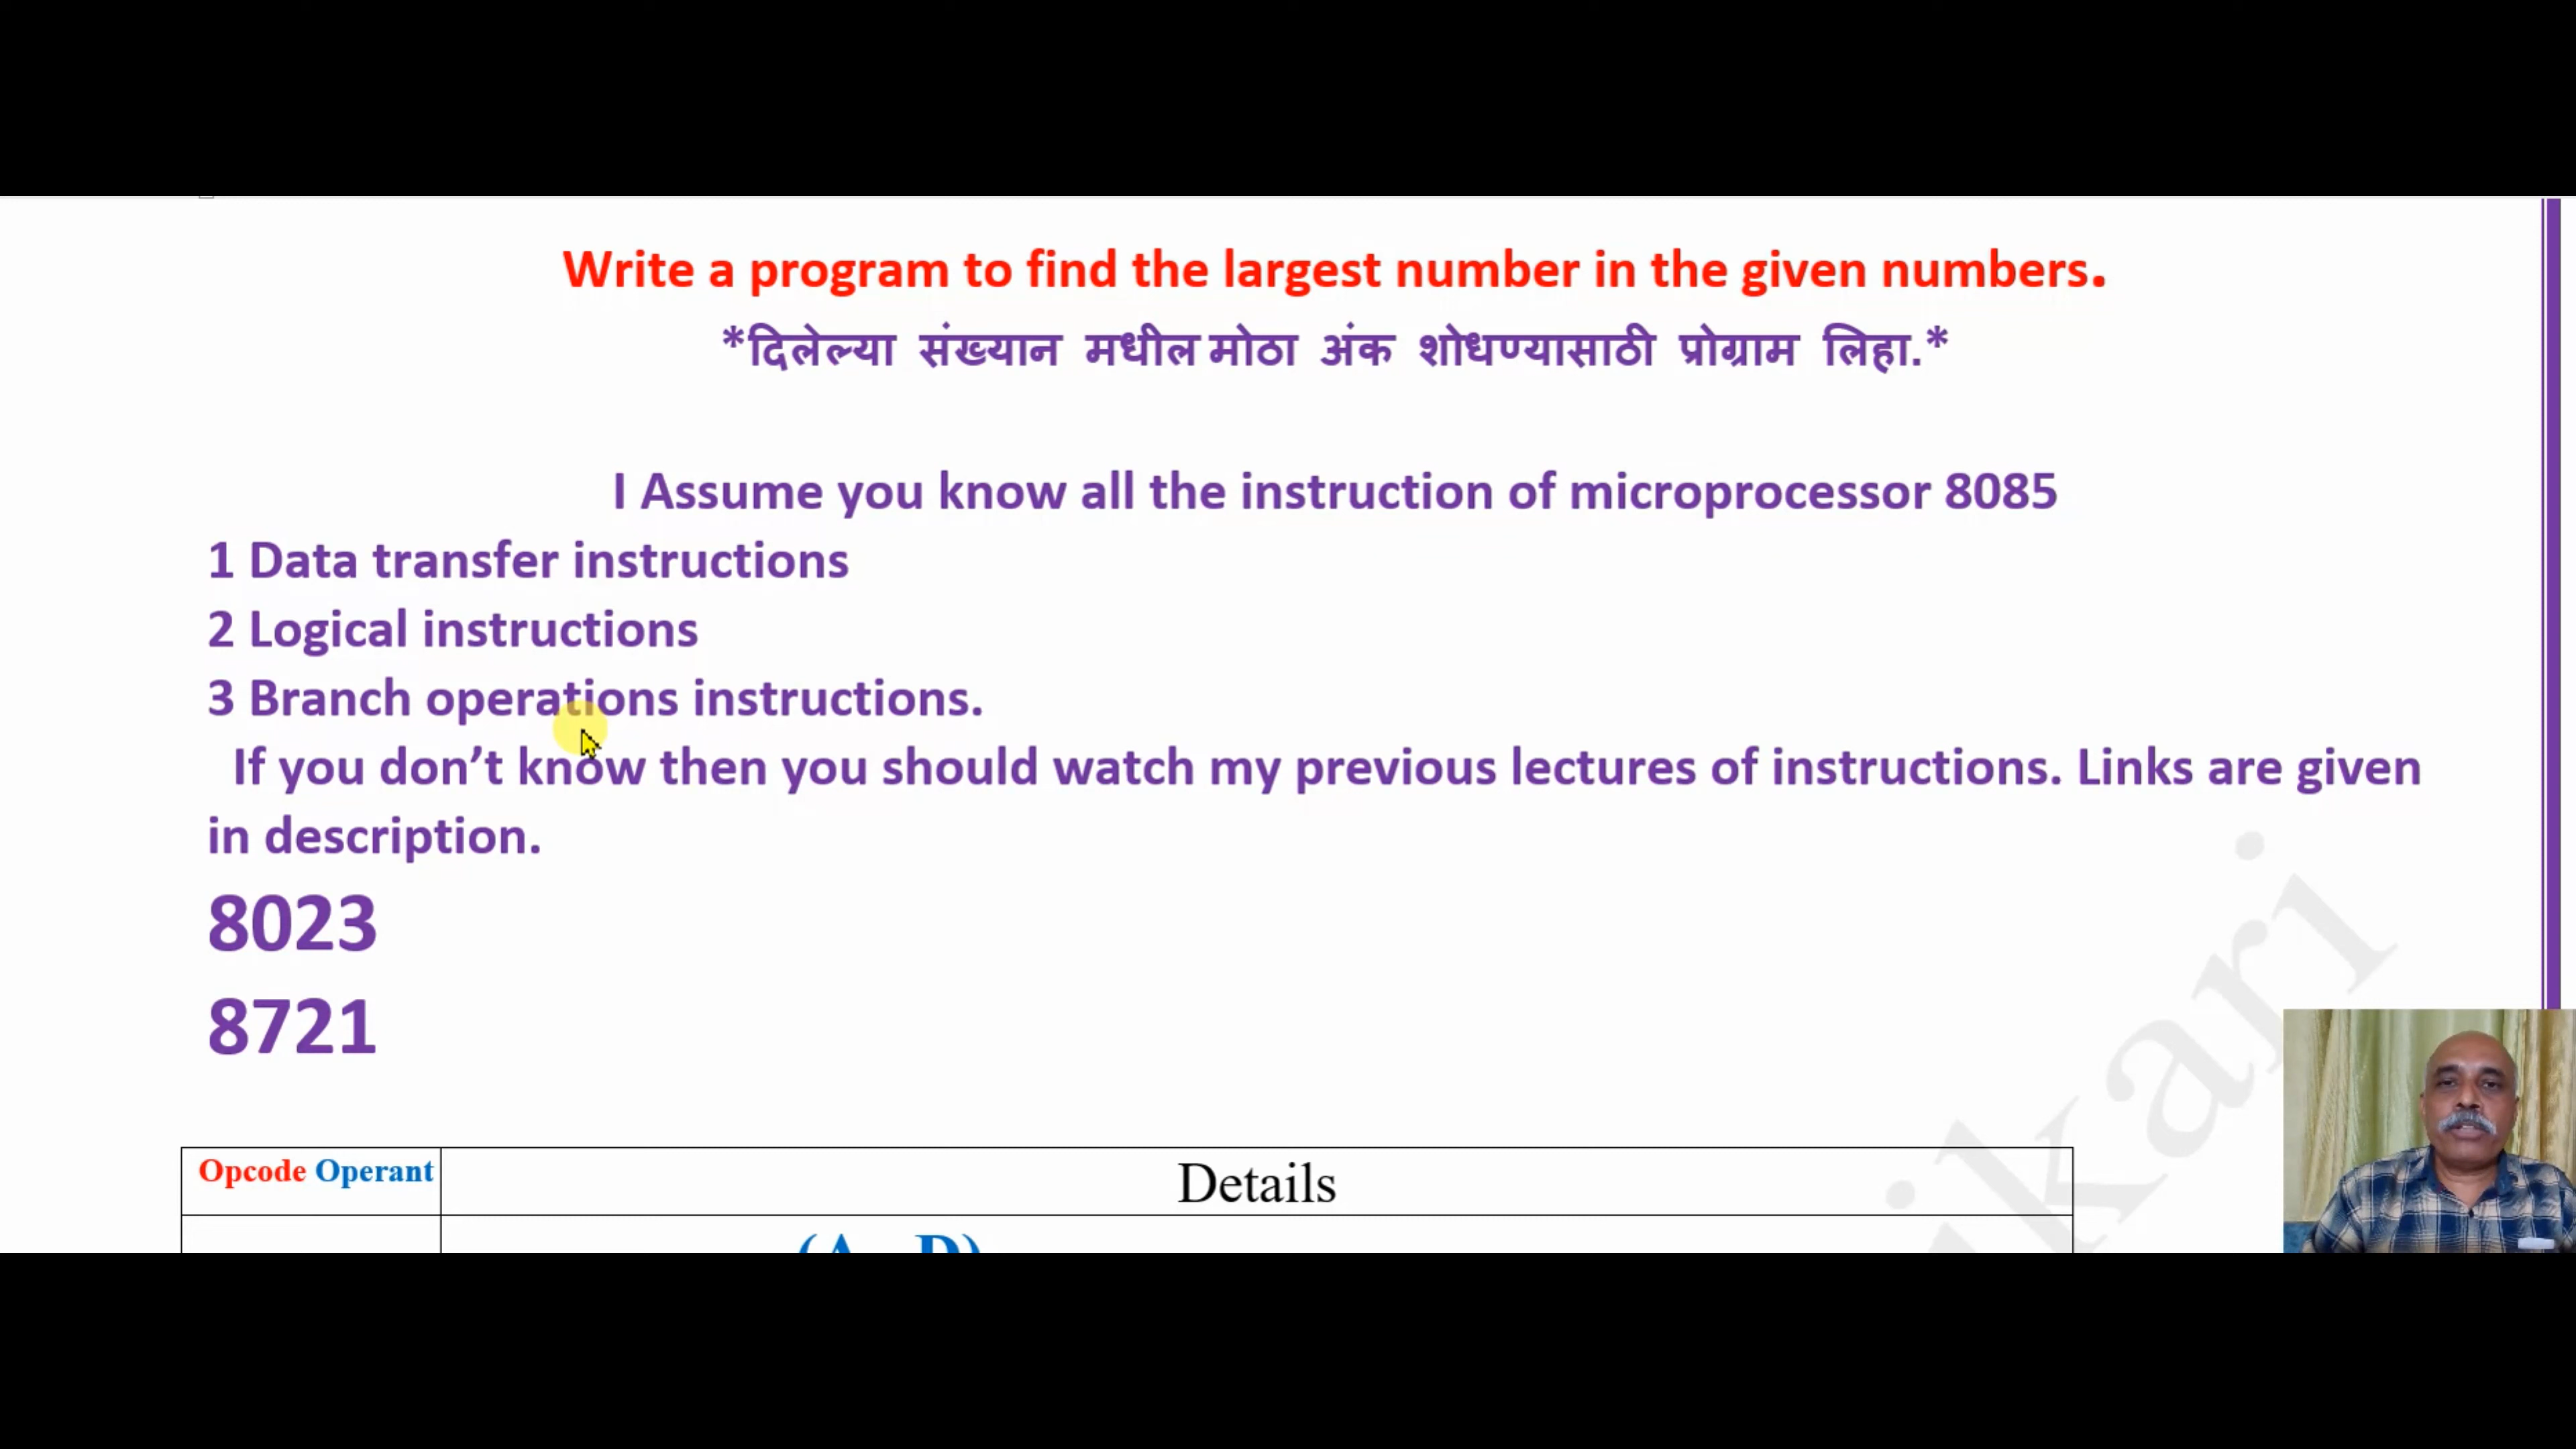 Write a program to find the largest number in the given numbers.
*दिलेल्या संख्यान मधील मोठा अंक शोधण्यासाठी प्रोग्राम लिहा.*
I Assume you know all the instruction of microprocessor 8085
1 Data transfer instructions
2 Logical instructions
3 Branch operations instructions.
If you don’t know then you should watch my previous lectures of instructions. Links are given
in description.
8023
8721
Opcode Operant
Details